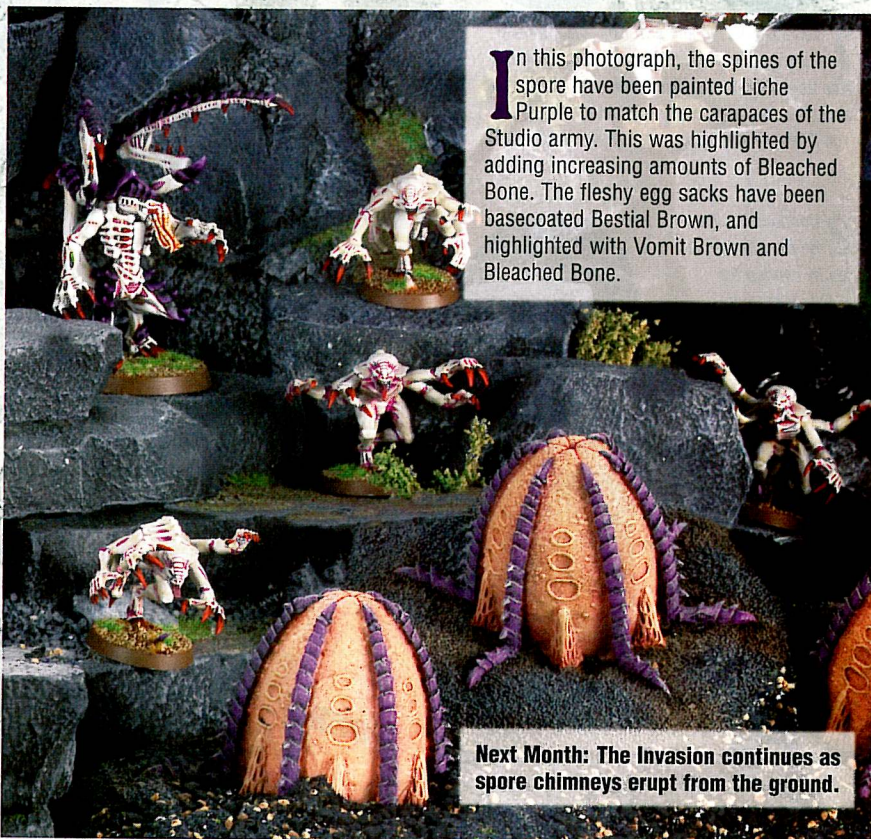 In this photograph, the spines of the
spore have been painted Liche
Purple to match the carapaces of the
Studio army. This was highlighted by
adding increasing amounts of Bleached
Bone. The fleshy egg sacks have been
basecoated Bestial Brown, and
highlighted with Vomit Brown and
Bleached Bone.
Next Month: The Invasion continues as
spore chimneys erupt from the ground.